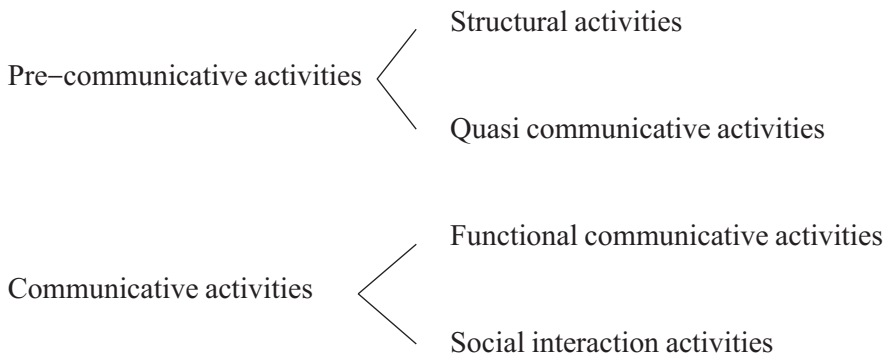 Structural activities
Pre−communicative activities
Quasi communicative activities
Functional communicative activities
Communicative activities
Social interaction activities